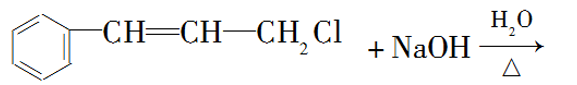 CH=CH—CH₂Cl + NaOH
H₂O
△